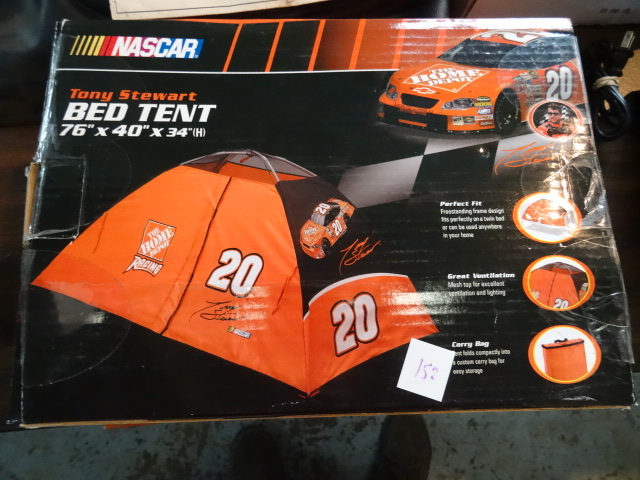 NASCAR
Tony Stewart
BED TENT
76" x 40" x 34" (H)
THE HOME DEPOT
20
Perfect Fit
Freestanding frame design
fits perfectly on a twin bed
or can be used anywhere
in your home
Great Ventilation
Mesh top for excellent
ventilation and lighting
Carry Bag
folds compactly into
custom carry bag for
easy storage
THE
HOME
DEPOT
RACING
20
Tony
Stewart
NASCAR
20
20
152